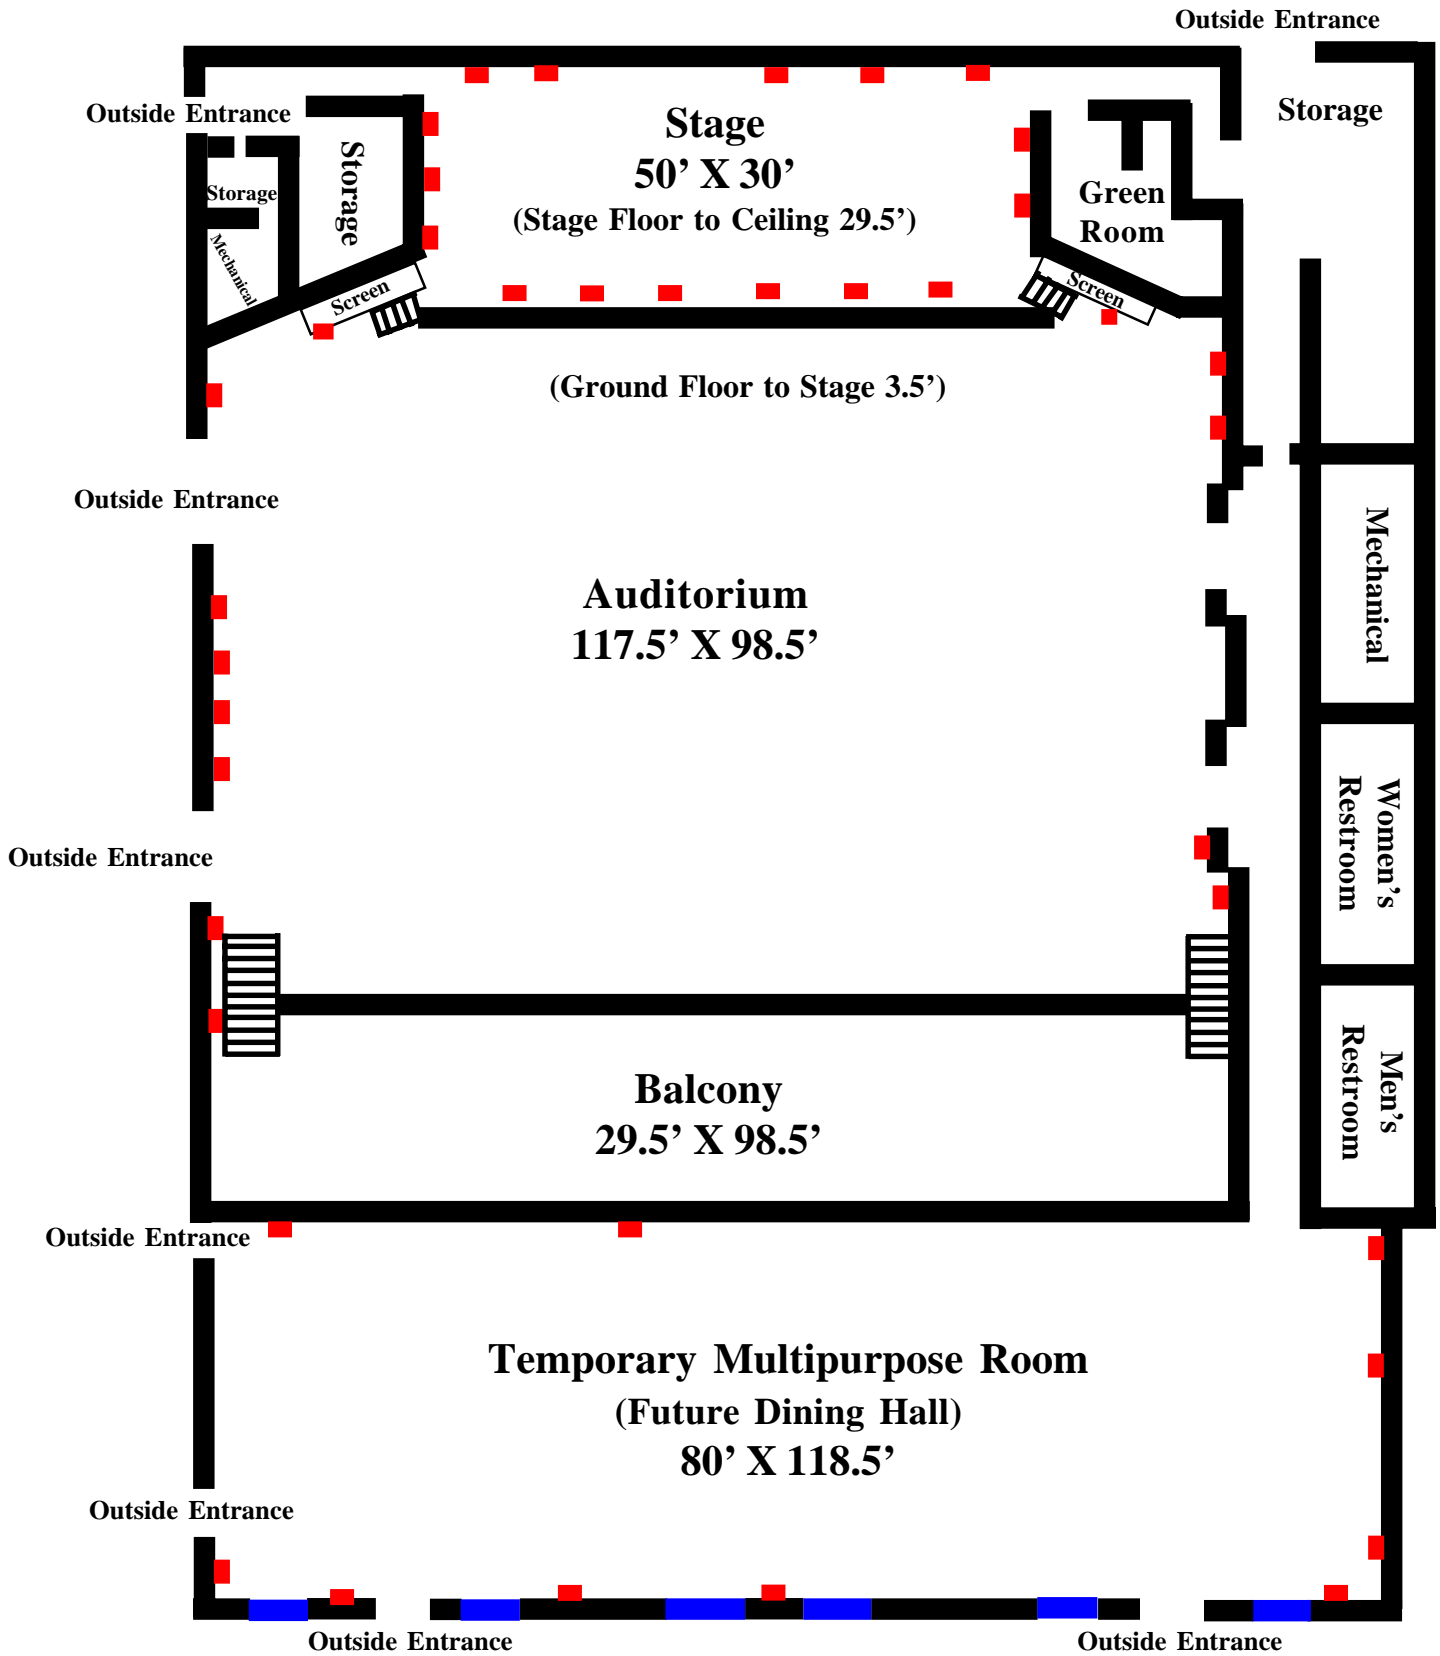 Outside Entrance
Outside Entrance
Storage
Stage
50’ X 30’
(Stage Floor to Ceiling 29.5’)
Storage
Storage
Mechanical
Green
Room
Screen
Screen
(Ground Floor to Stage 3.5’)
Outside Entrance
Auditorium
117.5’ X 98.5’
Mechanical
Outside Entrance
Women’s
Restroom
Men’s
Restroom
Balcony
29.5’ X 98.5’
Outside Entrance
Temporary Multipurpose Room
(Future Dining Hall)
80’ X 118.5’
Outside Entrance
Outside Entrance
Outside Entrance